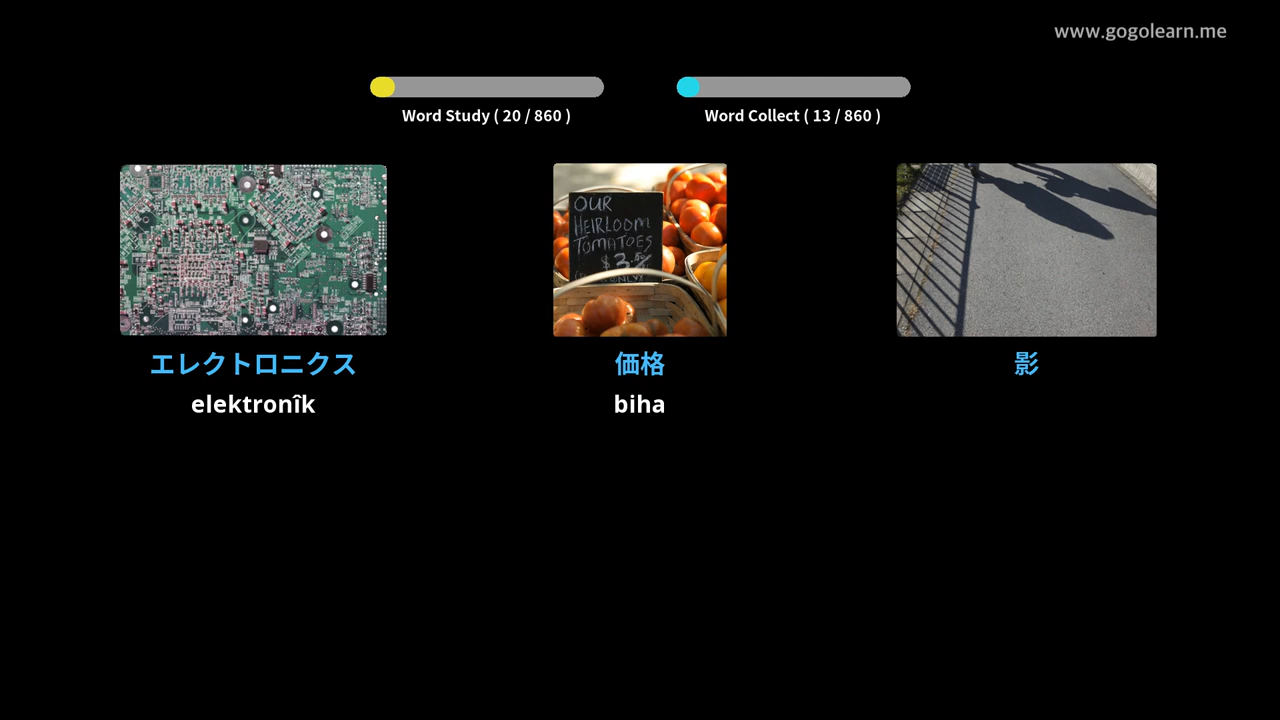 www.gogolearn.me
Word Study ( 20 / 860 )
Word Collect ( 13 / 860 )
OUR
HEIRLOOM
TOMATOES
$3
エレクトロニクス
価格
影
elektronîk
biha